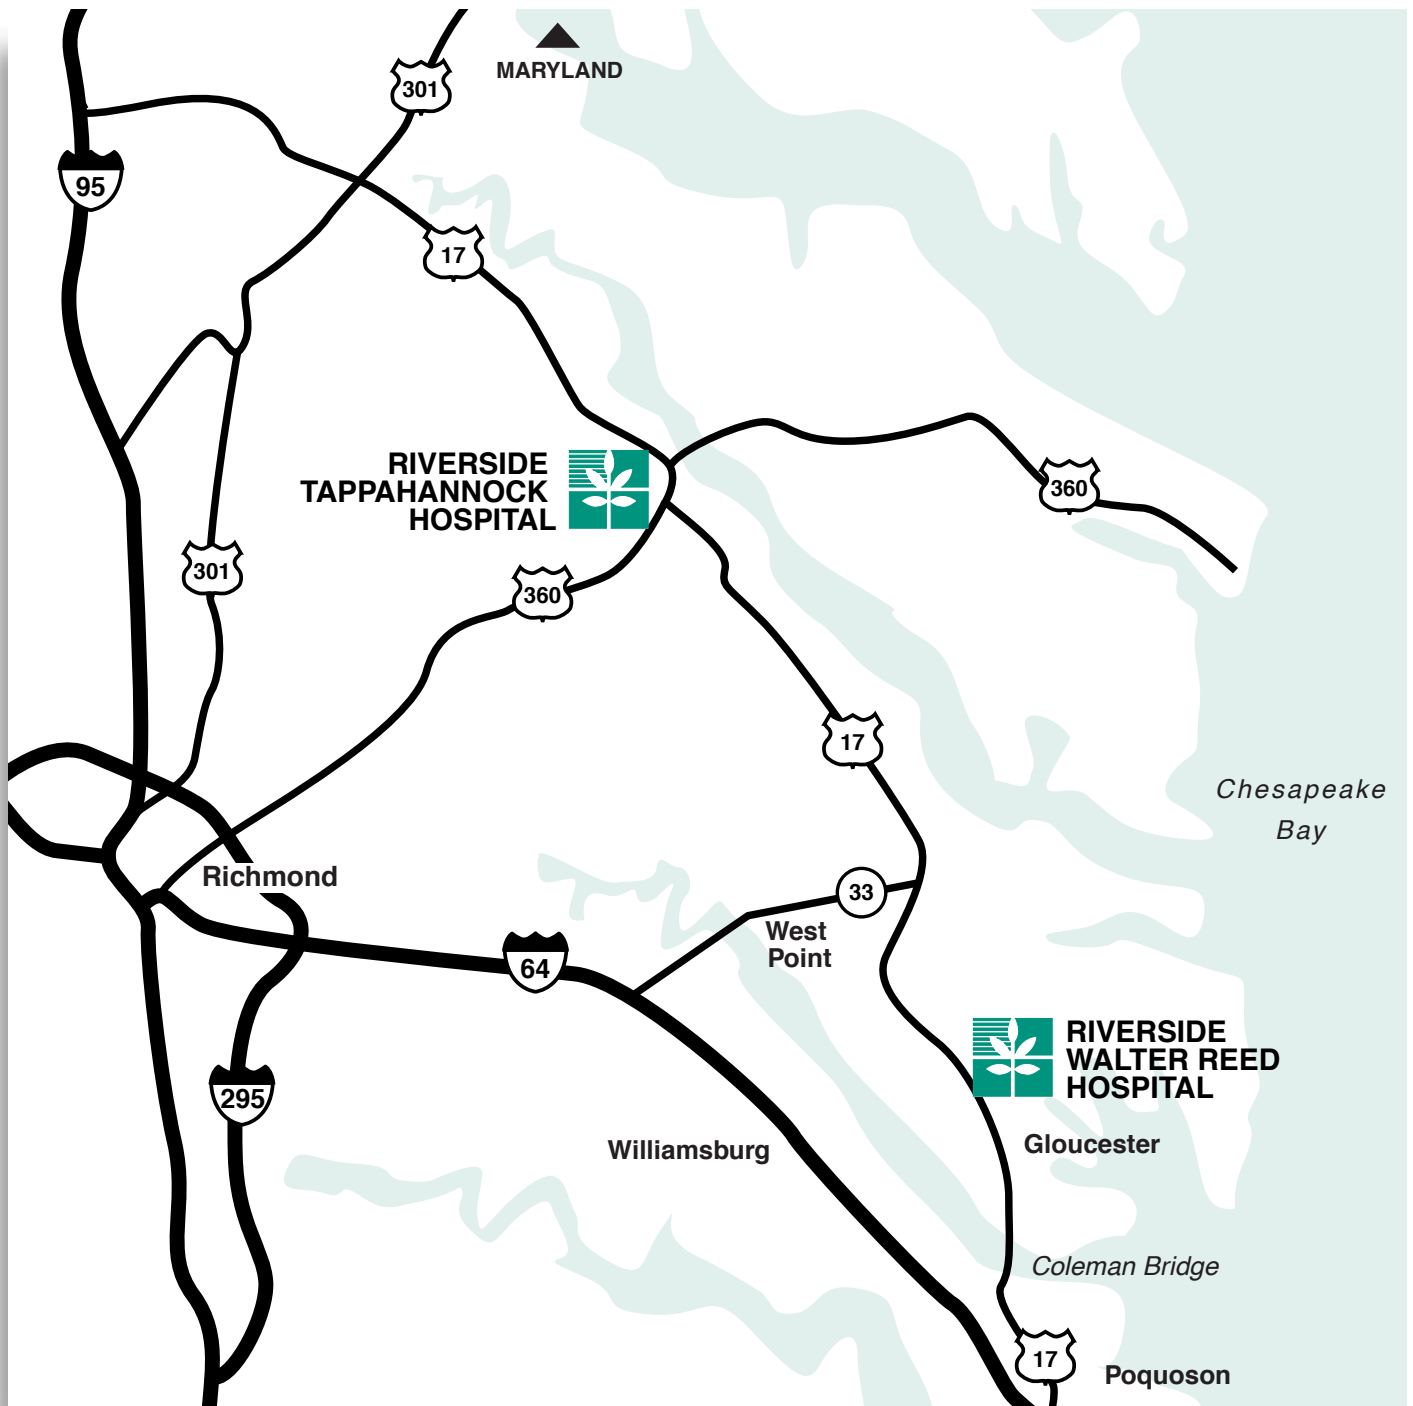 MARYLAND
301
95
17
RIVERSIDE
TAPPAHANNOCK
HOSPITAL
360
301
360
17
Chesapeake
Bay
Richmond
33
West
Point
64
RIVERSIDE
WALTER REED
HOSPITAL
295
Gloucester
Williamsburg
Coleman Bridge
17
Poquoson